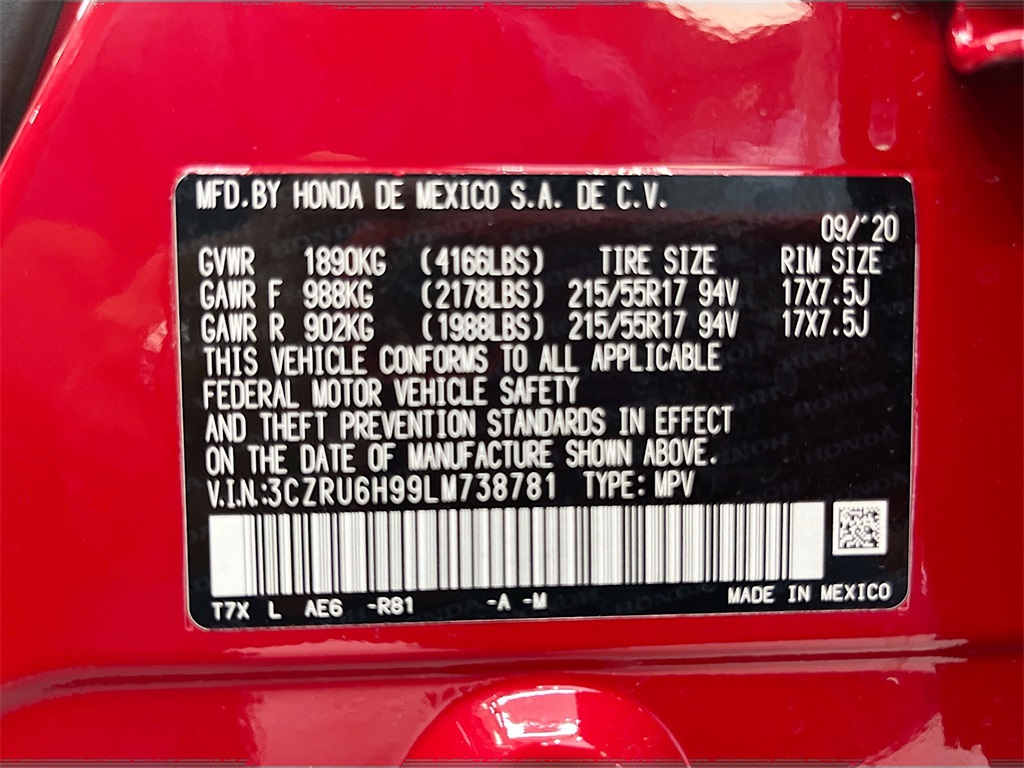 MFD.BY HONDA DE MEXICO S.A. DE C.V.
09/'20
GVWR 1890KG (4166LBS) TIRE SIZE RIM SIZE
GAWR F 988KG (2178LBS) 215/55R17 94V 17X7.5J
GAWR R 902KG (1988LBS) 215/55R17 94V 17X7.5J
THIS VEHICLE CONFORMS TO ALL APPLICABLE
FEDERAL MOTOR VEHICLE SAFETY
AND THEFT PREVENTION STANDARDS IN EFFECT
ON THE DATE OF MANUFACTURE SHOWN ABOVE.
V.I.N.:3CZRU6H99LM738781 TYPE: MPV
T7X L AE6 -R81 -A -M MADE IN MEXICO